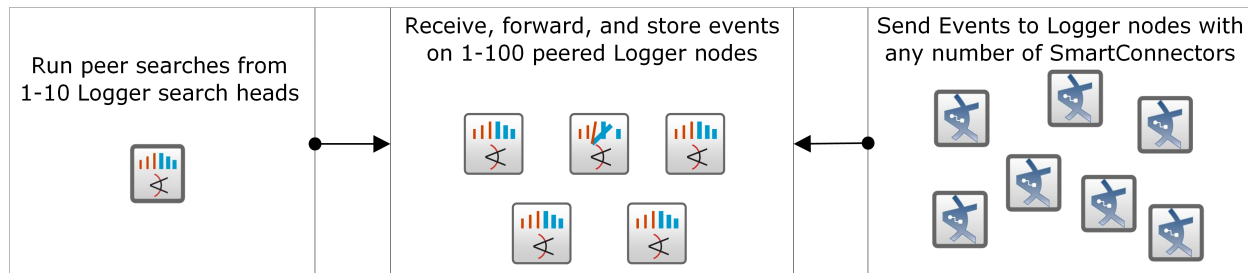 Run peer searches from
1-10 Logger search heads
Receive, forward, and store events
on 1-100 peered Logger nodes
Send Events to Logger nodes with
any number of SmartConnectors